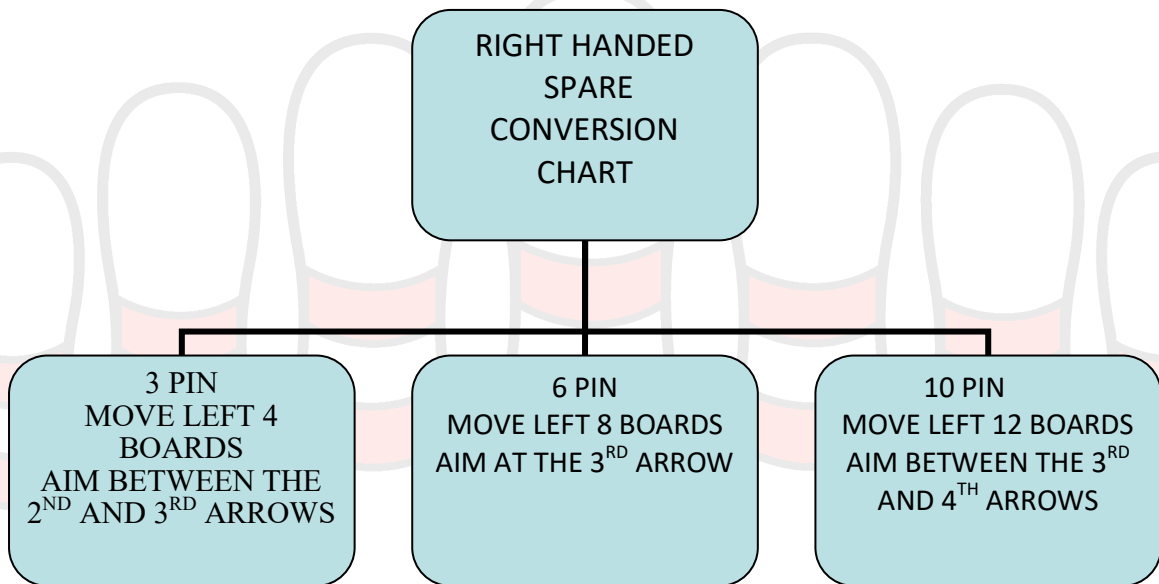 RIGHT HANDED
SPARE
CONVERSION
CHART
3 PIN
MOVE LEFT 4
BOARDS
AIM BETWEEN THE
2ND AND 3RD ARROWS
6 PIN
MOVE LEFT 8 BOARDS
AIM AT THE 3RD ARROW
10 PIN
MOVE LEFT 12 BOARDS
AIM BETWEEN THE 3RD
AND 4TH ARROWS